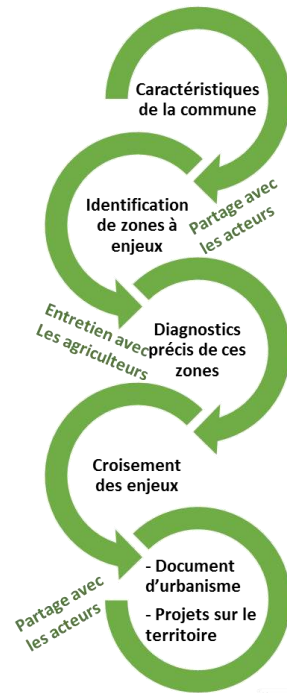 Caractéristiques
de la commune
Identification
de zones à
enjeux
Partage avec
les acteurs
Entretien avec
Les agriculteurs
Diagnostics
précis de ces
zones
Croisement
des enjeux
Partage avec
les acteurs
- Document
d'urbanisme
- Projets sur le
territoire